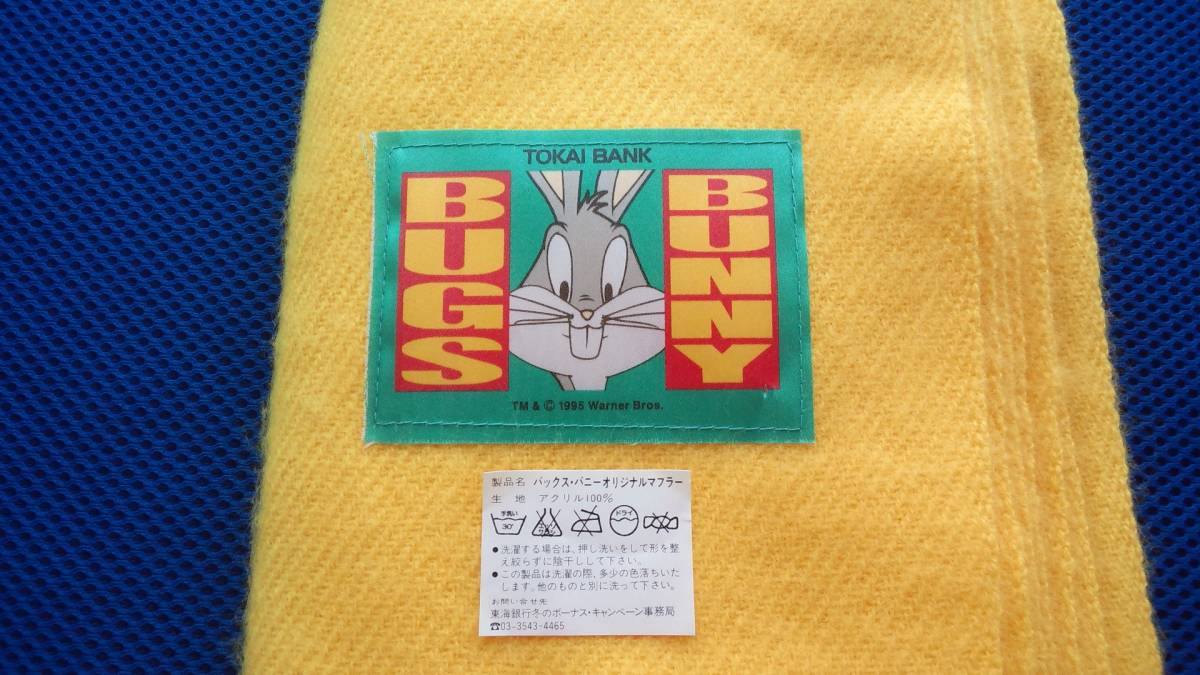 TOKAI BANK
BUGS
BUNNY
TM & © 1995 Warner Bros.
製品名 バックス・バニーオリジナルマフラー
生 地 アクリル100%
手洗い 30° エンソサラシ ドライ
●洗濯する場合は、押し洗いをして形を整
え絞らずに陰干しして下さい。
●この製品は洗濯の際、多少の色落ちいた
します。他のものと別に洗って下さい。
お問い合せ先
東海銀行冬のボーナス・キャンペーン事務局
☎03-3543-4465